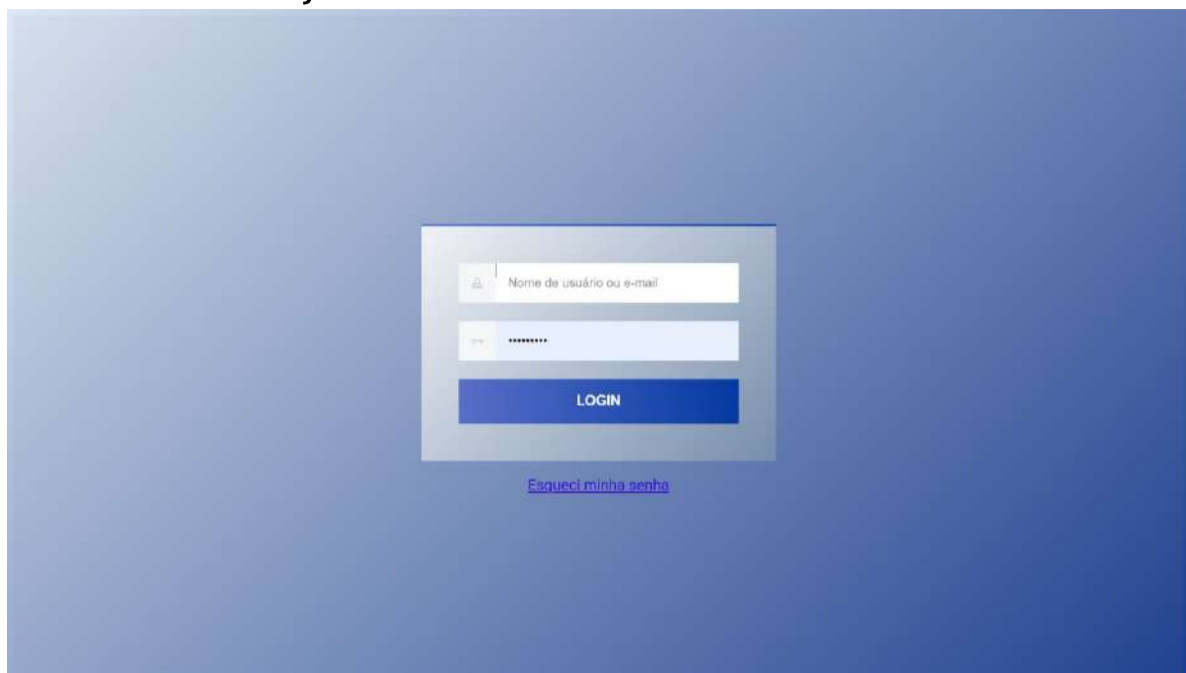 Nome de usuário ou e-mail
•••••••••
LOGIN
Esqueci minha senha